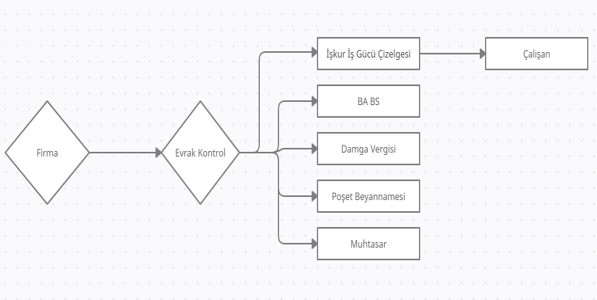 Firma
Evrak Kontrol
İşkur İş Gücü Çizelgesi
Çalışan
BA BS
Damga Vergisi
Poşet Beyannamesi
Muhtasar